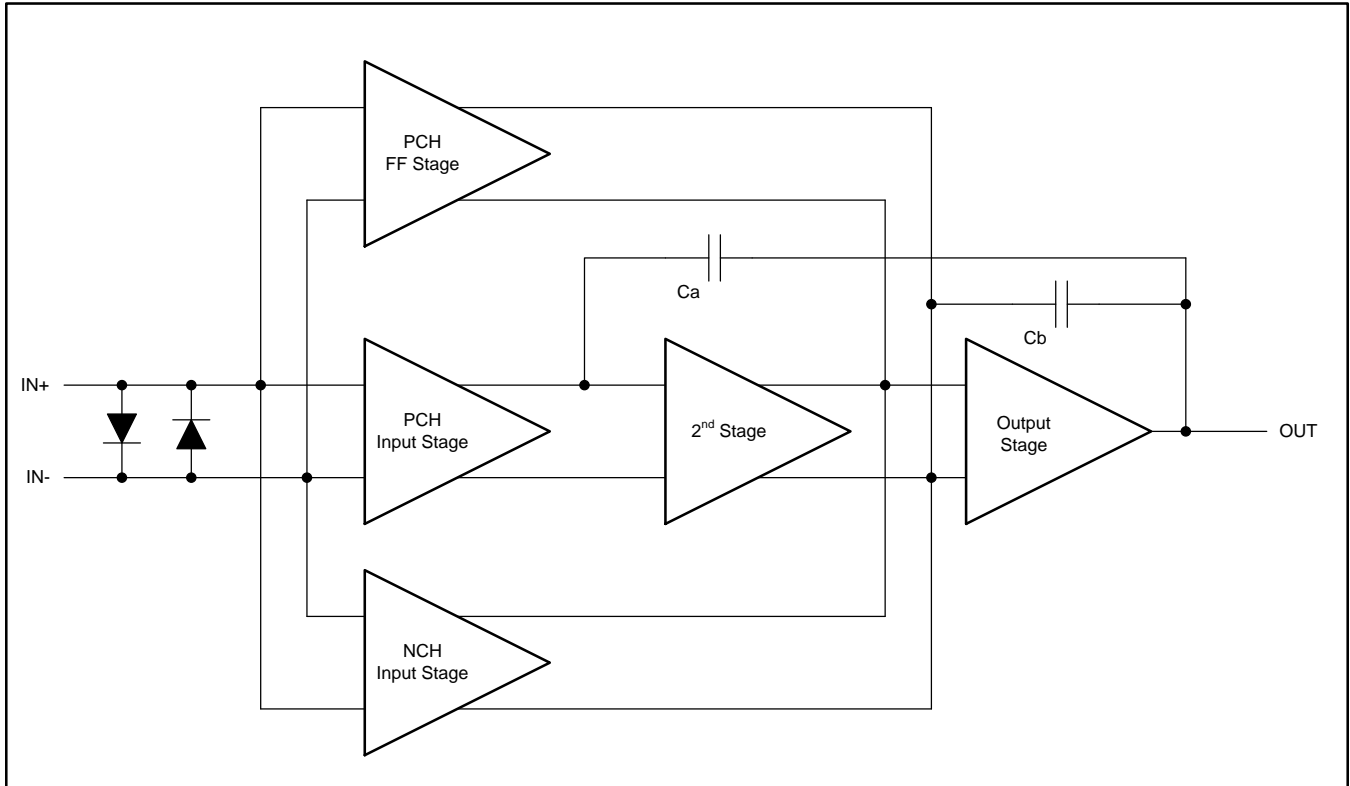 PCH
FF Stage
Ca
Cb
IN+
PCH
Input Stage
2nd Stage
Output
Stage
OUT
IN-
NCH
Input Stage